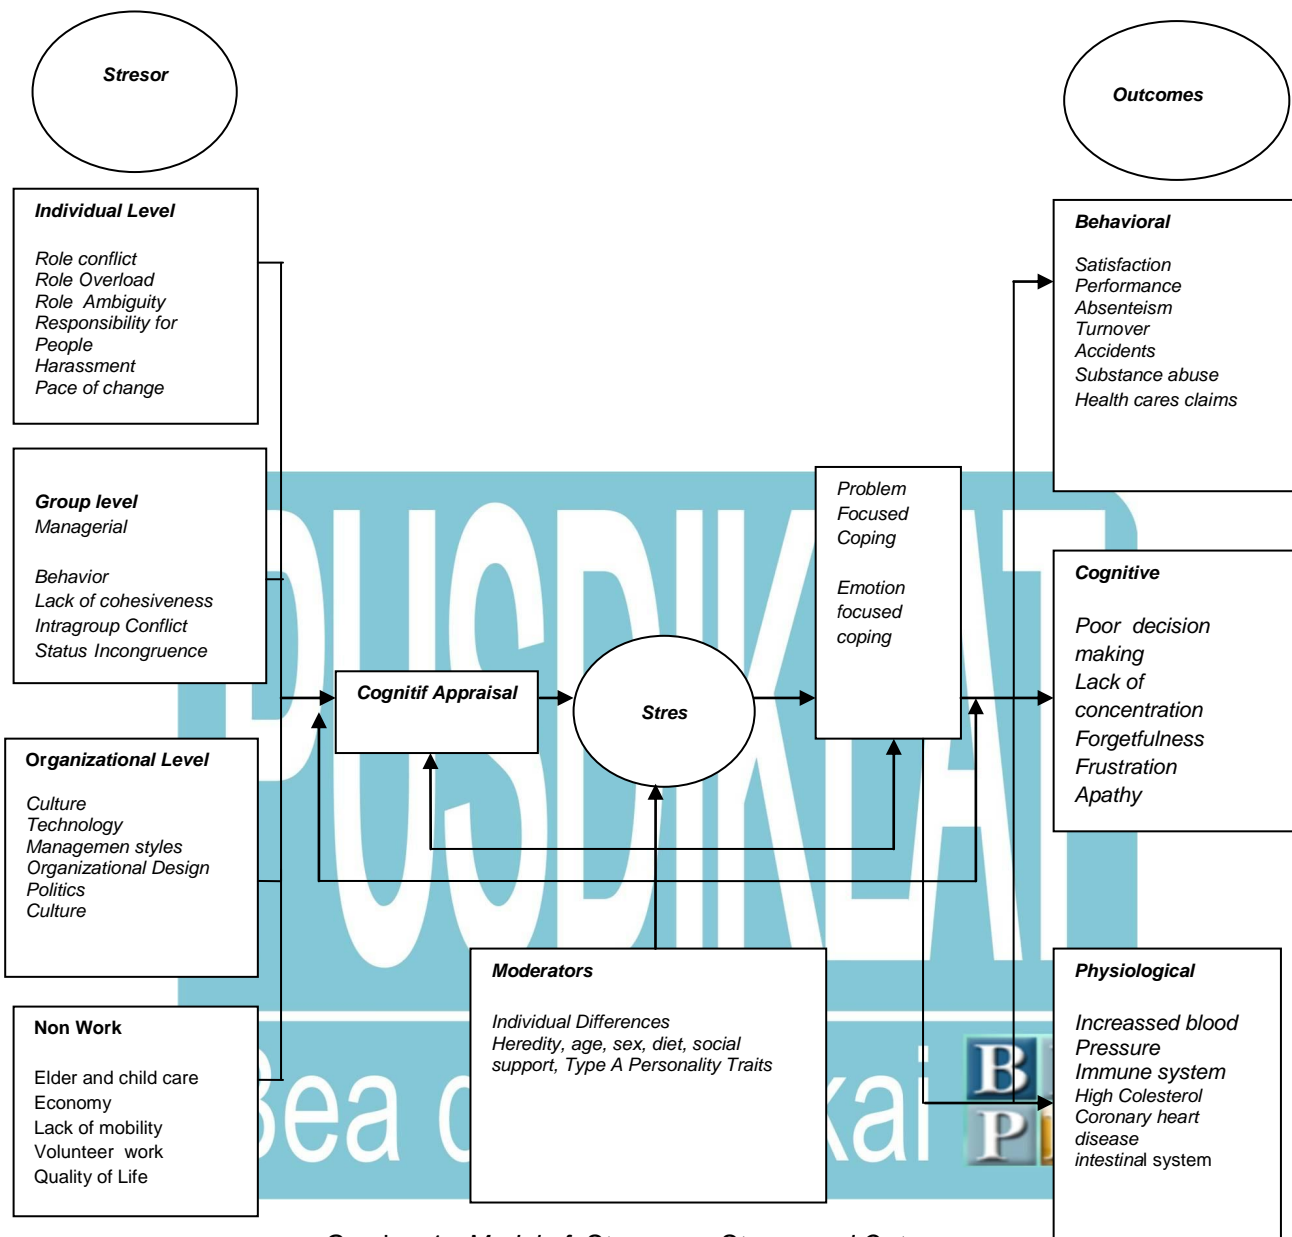 Stresor
Outcomes
Individual Level
Role conflict
Role Overload
Role Ambiguity
Responsibility for
People
Harassment
Pace of change
Group level
Managerial
Behavior
Lack of cohesiveness
Intragroup Conflict
Status Incongruence
Organizational Level
Culture
Technology
Managemen styles
Organizational Design
Politics
Culture
Non Work
Elder and child care
Economy
Lack of mobility
Volunteer work
Quality of Life
Cognitif Appraisal
Stres
Problem
Focused
Coping
Emotion
focused
coping
Moderators
Individual Differences
Heredity, age, sex, diet, social
support, Type A Personality Traits
Behavioral
Satisfaction
Performance
Absenteism
Turnover
Accidents
Substance abuse
Health cares claims
Cognitive
Poor decision
making
Lack of
concentration
Forgetfulness
Frustration
Apathy
Physiological
Increassed blood
Pressure
Immune system
High Colesterol
Coronary heart
disease
intestinal system
PUSDIKLAT
Bea
B
P